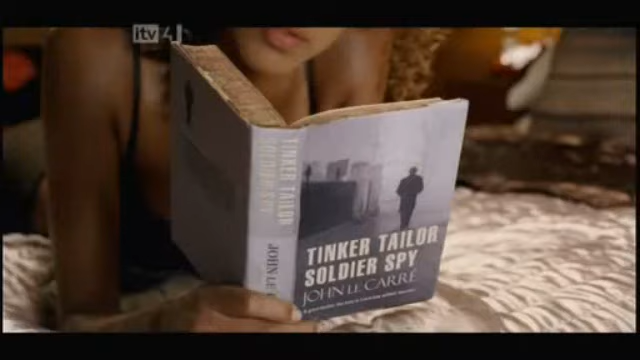 itv4
TINKER TAILOR
SOLDIER SPY
JOHN LE
TINKER TAILOR
SOLDIER SPY
JOHN LE CARRÉ